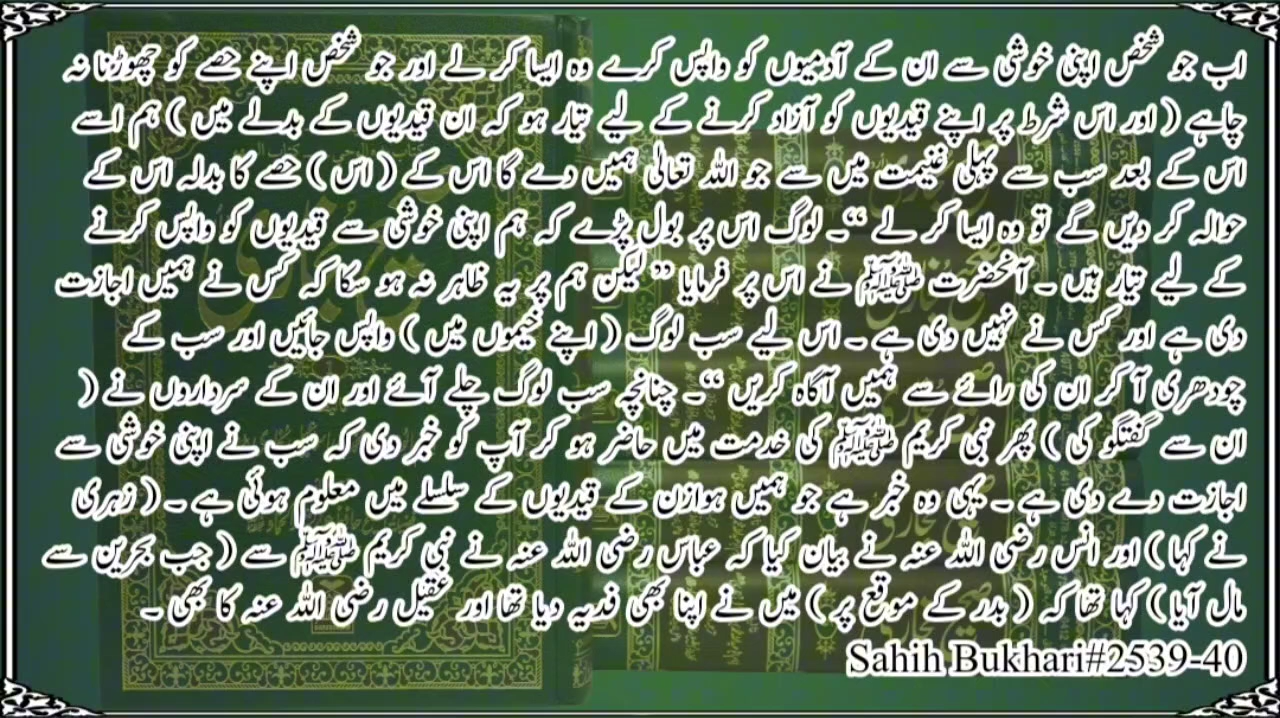 اب جو شخص اپنی خوشی سے ان کے آدمیوں کو واپس کرے وہ ایسا کر لے اور جو شخص اپنے حصے کو چھوڑنا نہ
چاہے ( اور اس شرط پر اپنے قیدیوں کو آزاد کرنے کے لیے تیار ہو کہ ان قیدیوں کے بدلے میں ) ہم اسے
اس کے بعد سب سے پہلی غنیمت میں سے جو اللہ تعالیٰ ہمیں دے گا اس کے ( اس ) حصے کا بدلہ اس کے
حوالہ کر دیں گے تو وہ ایسا کر لے “۔ لوگ اس پر بول پڑے کہ ہم اپنی خوشی سے قیدیوں کو واپس کرنے
کے لیے تیار ہیں ۔ آنحضرت ﷺ نے اس پر فرمایا ” لیکن ہم پر یہ ظاہر نہ ہو سکا کہ کس نے ہمیں اجازت
دی ہے اور کس نے نہیں دی ہے ۔ اس لیے سب لوگ ( اپنے خیموں میں ) واپس جائیں اور سب کے
چودھری آ کر ان کی رائے سے ہمیں آگاہ کریں “۔ چنانچہ سب لوگ چلے آئے اور ان کے سرداروں نے (
ان سے گفتگو کی ) پھر نبی کریم ﷺ کی خدمت میں حاضر ہو کر آپ کو خبر دی کہ سب نے اپنی خوشی سے
اجازت دے دی ہے ۔ یہی وہ خبر ہے جو ہمیں ہوازن کے قیدیوں کے سلسلے میں معلوم ہوئی ہے ۔ ( زہری
نے کہا ) اور انس رضی اللہ عنہ نے بیان کیا کہ عباس رضی اللہ عنہ نے نبی کریم ﷺ سے ( جب بحرین سے
مال آیا ) کہا تھا کہ ( بدر کے موقع پر ) میں نے اپنا بھی فدیہ دیا تھا اور عقیل رضی اللہ عنہ کا بھی ۔
Sahih Bukhari#2539-40